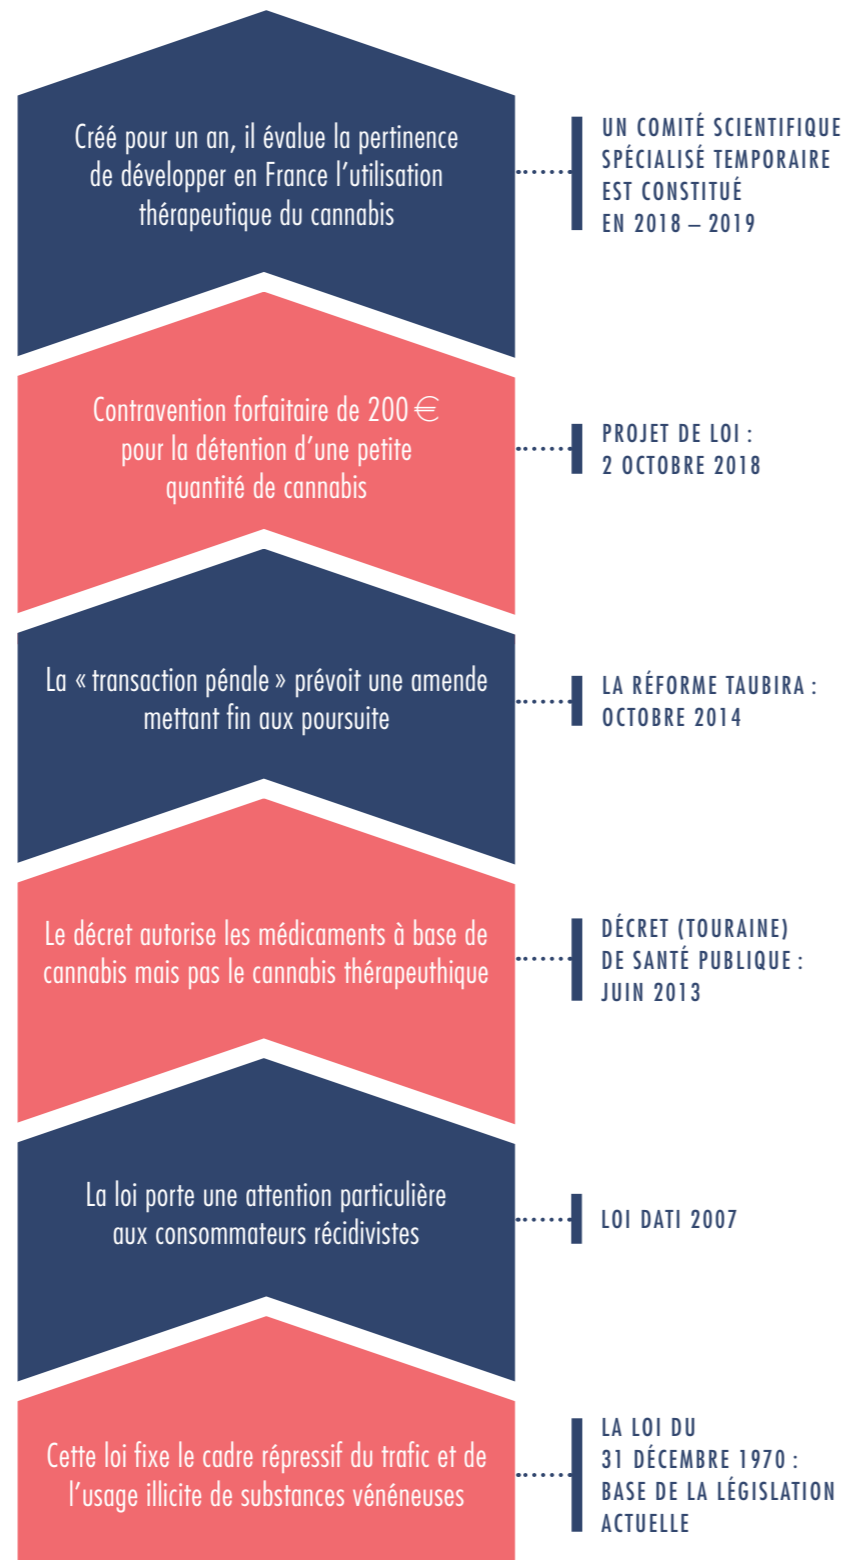 Créé pour un an, il évalue la pertinence
de développer en France l'utilisation
thérapeutique du cannabis
UN COMITÉ SCIENTIFIQUE
SPÉCIALISÉ TEMPORAIRE
EST CONSTITUÉ
EN 2018 – 2019
Contravention forfaitaire de 200 €
pour la détention d'une petite
quantité de cannabis
PROJET DE LOI :
2 OCTOBRE 2018
La « transaction pénale » prévoit une amende
mettant fin aux poursuite
LA RÉFORME TAUBIRA :
OCTOBRE 2014
Le décret autorise les médicaments à base de
cannabis mais pas le cannabis thérapeuthique
DÉCRET (TOURAINE)
DE SANTÉ PUBLIQUE :
JUIN 2013
La loi porte une attention particulière
aux consommateurs récidivistes
LOI DATI 2007
Cette loi fixe le cadre répressif du trafic et de
l'usage illicite de substances vénéneuses
LA LOI DU
31 DÉCEMBRE 1970 :
BASE DE LA LÉGISLATION
ACTUELLE